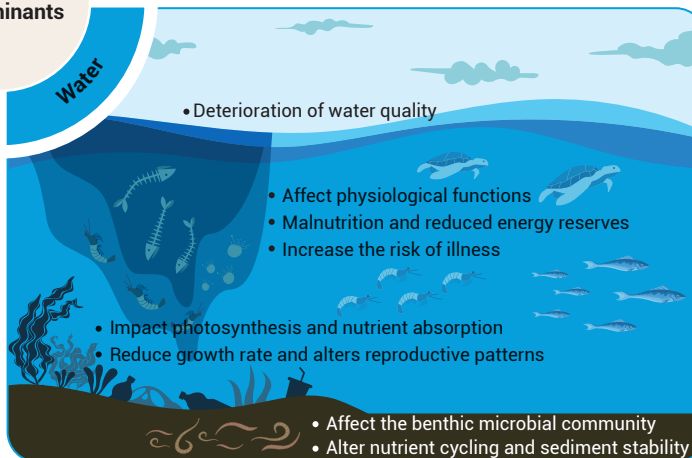 Water
• Deterioration of water quality
• Affect physiological functions
• Malnutrition and reduced energy reserves
• Increase the risk of illness
• Impact photosynthesis and nutrient absorption
• Reduce growth rate and alters reproductive patterns
• Affect the benthic microbial community
• Alter nutrient cycling and sediment stability